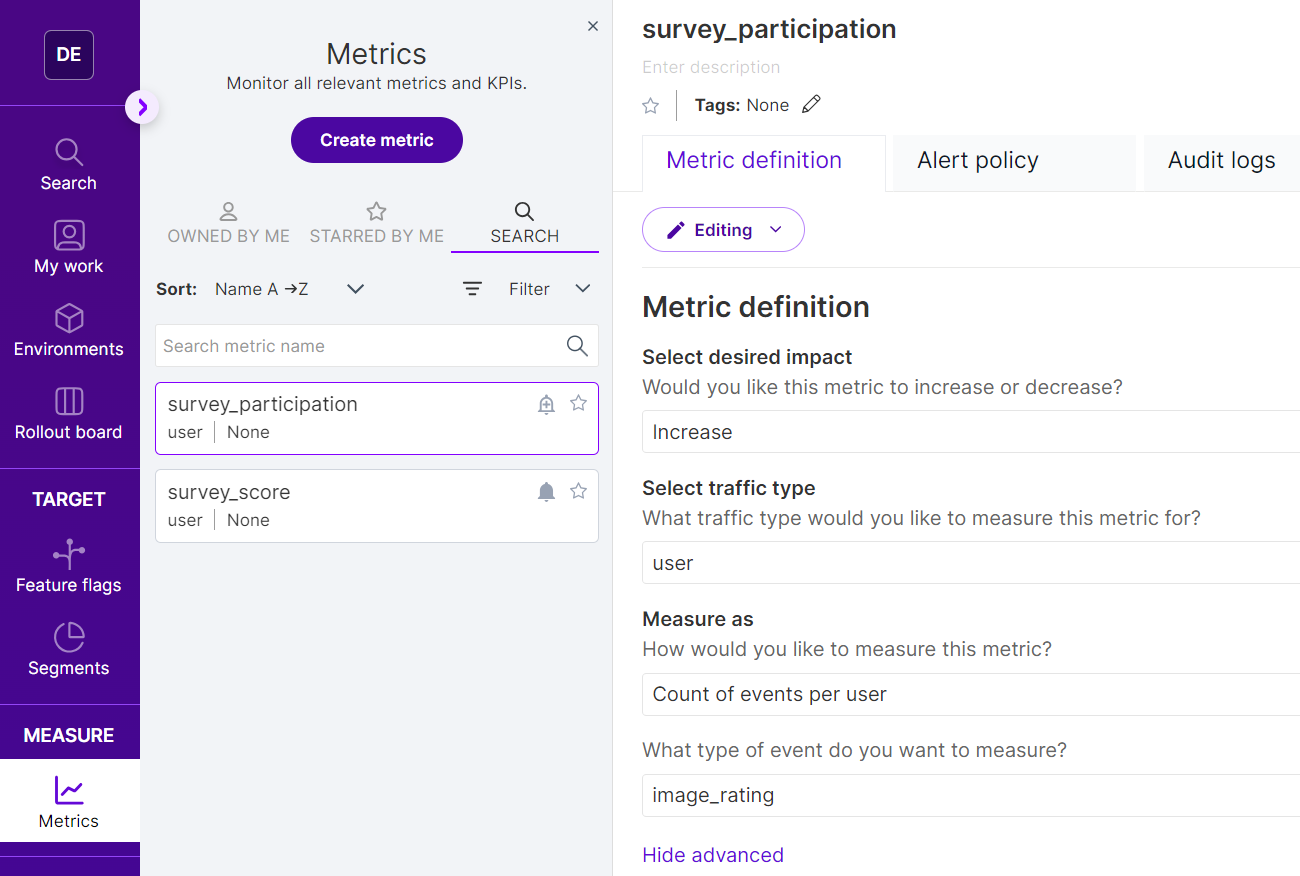 DE
Search
My work
Environments
Rollout board
TARGET
Feature flags
Segments
MEASURE
Metrics
Metrics
Monitor all relevant metrics and KPIs.
Create metric
OWNED BY ME STARRED BY ME SEARCH
Sort: Name A → Z Filter
Search metric name
survey_participation
user None
survey_score
user None
survey_participation
Enter description
Tags: None
Metric definition Alert policy Audit logs
Editing
Metric definition
Select desired impact
Would you like this metric to increase or decrease?
Increase
Select traffic type
What traffic type would you like to measure this metric for?
user
Measure as
How would you like to measure this metric?
Count of events per user
What type of event do you want to measure?
image_rating
Hide advanced